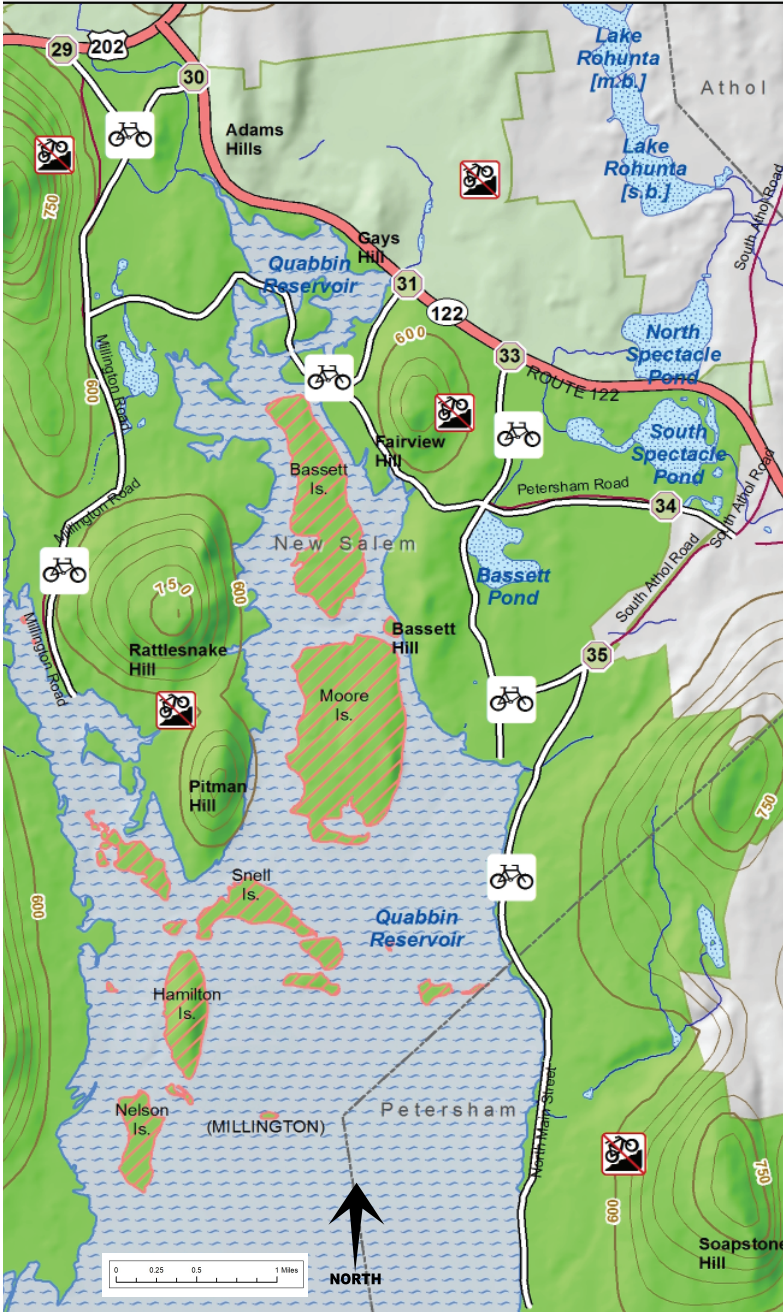 29
202
30
Lake
Rohunta
[m.b.]
Athol
Adams
Hills
Lake
Rohunta
[s.b.]
750
South Athol Road
Gays
Hill
Quabbin
Reservoir
31
122
600
33
ROUTE 122
North
Spectacle
Pond
Millington Road
600
Fairview
Hill
South
Spectacle
Pond
Bassett
Is.
Petersham Road
34
South Athol Road
Millington Road
New Salem
Bassett
Pond
South Athol Road
750
600
Millington Road
Rattlesnake
Hill
Bassett
Hill
35
Moore
Is.
Pitman
Hill
750
Snell
Is.
600
Quabbin
Reservoir
Hamilton
Is.
Nelson
Is.
(MILLINGTON)
Petersham
North Main Street
750
600
Soapstone
Hill
NORTH
0 0.25 0.5 1 Miles